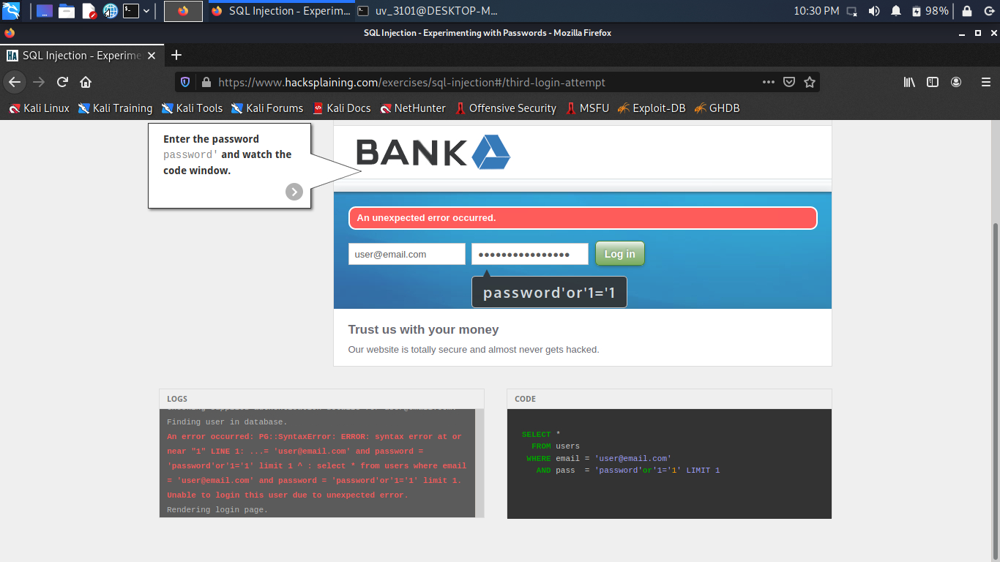 10:30 PM
98%
SQL Injection - Experim...
uv_3101@DESKTOP-M...
SQL Injection - Experimenting with Passwords - Mozilla Firefox
SQL Injection - Experime
https://www.hacksplaining.com/exercises/sql-injection#/third-login-attempt
Kali Linux
Kali Training
Kali Tools
Kali Forums
Kali Docs
NetHunter
Offensive Security
MSFU
Exploit-DB
GHDB
Enter the password
password' and watch the
code window.
BANK
An unexpected error occurred.
user@email.com
Log in
password'or'1='1
Trust us with your money
Our website is totally secure and almost never gets hacked.
LOGS
Finding user in database.
An error occurred: PG::SyntaxError: ERROR: syntax error at or
near "1" LINE 1: ...= 'user@email.com' and password =
'password'or'1='1' limit 1 ^ : select * from users where email
= 'user@email.com' and password = 'password'or'1='1' limit 1.
Unable to login this user due to unexpected error.
Rendering login page.
CODE
SELECT *
FROM users
WHERE email = 'user@email.com'
AND pass = 'password'or'1='1' LIMIT 1